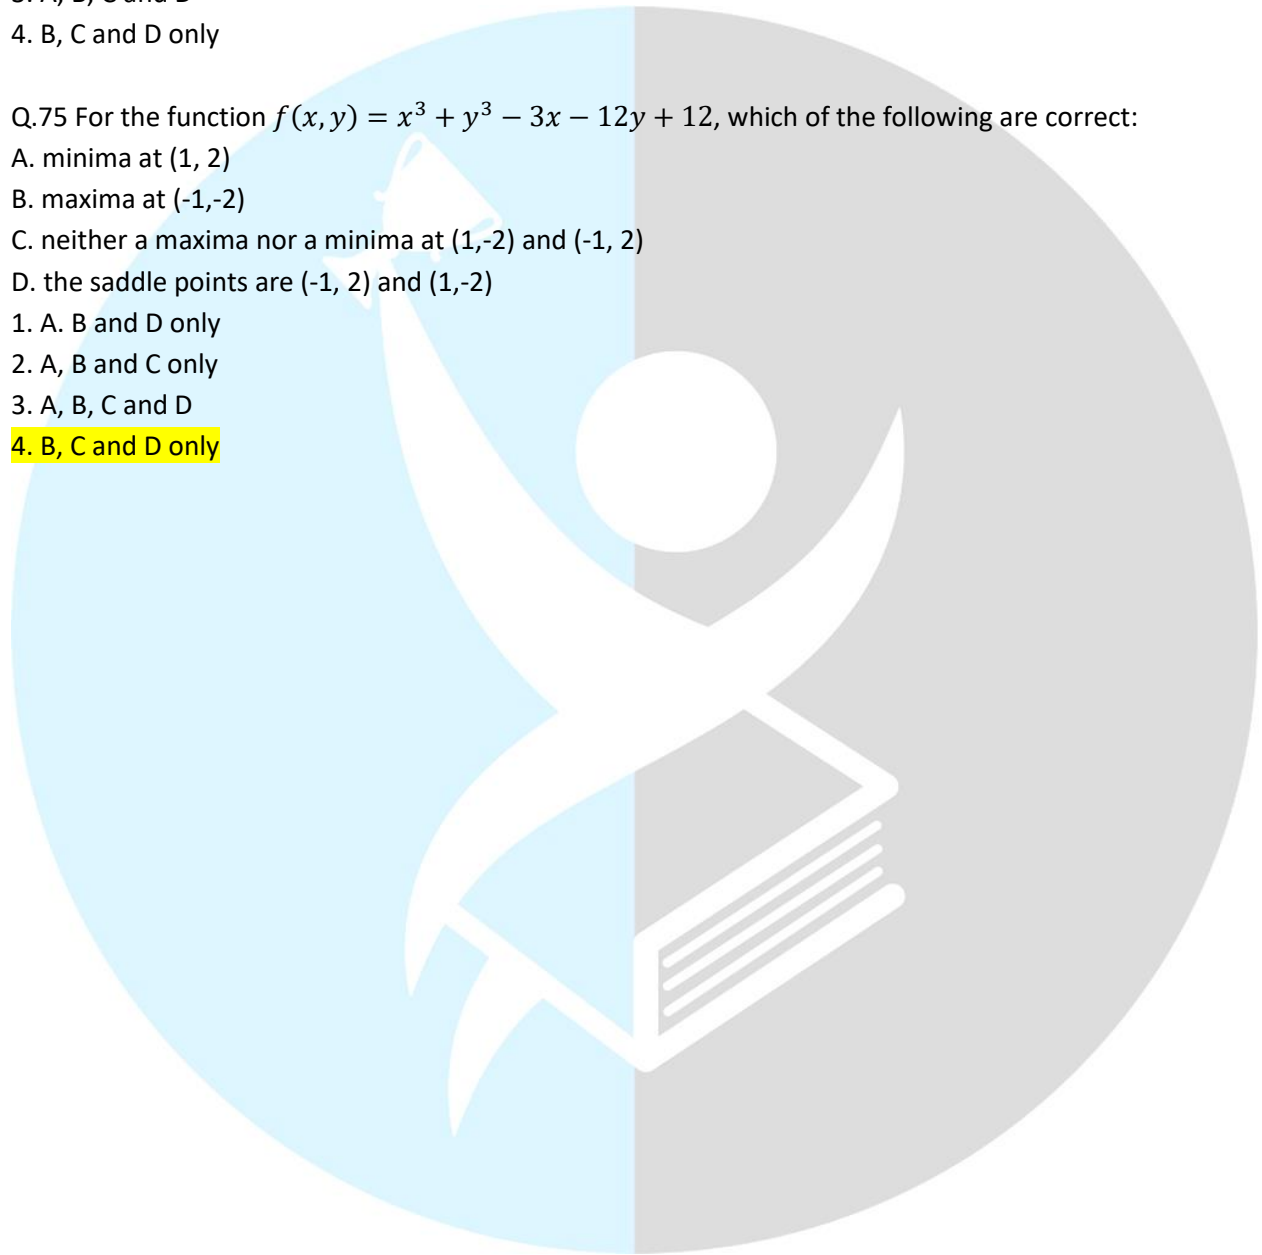 4. B, C and D only
Q.75 For the function f(x, y) = x³ + y³ − 3x − 12y + 12, which of the following are correct:
A. minima at (1, 2)
B. maxima at (-1,-2)
C. neither a maxima nor a minima at (1,-2) and (-1, 2)
D. the saddle points are (-1, 2) and (1,-2)
1. A. B and D only
2. A, B and C only
3. A, B, C and D
4. B, C and D only